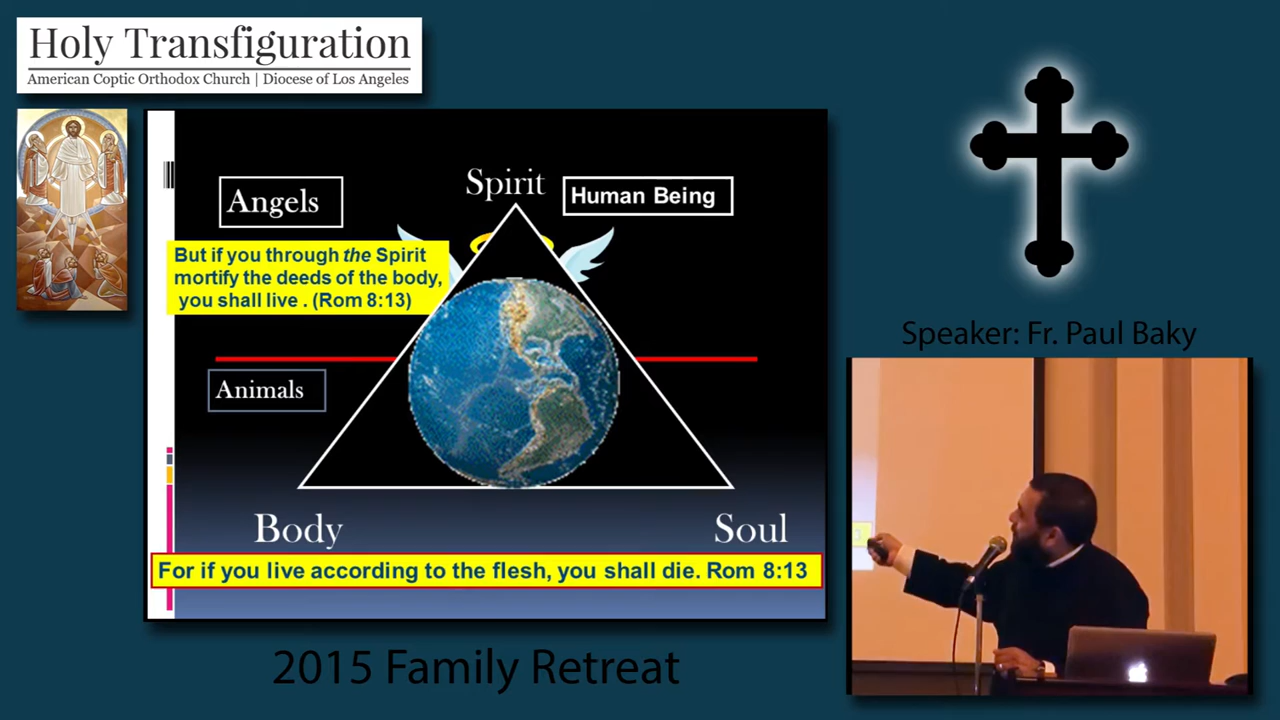 Holy Transfiguration
American Coptic Orthodox Church | Diocese of Los Angeles
Spirit
Human Being
Angels
But if you through the Spirit
mortify the deeds of the body,
you shall live . (Rom 8:13)
Animals
Body
Soul
For if you live according to the flesh, you shall die. Rom 8:13
Speaker: Fr. Paul Baky
2015 Family Retreat